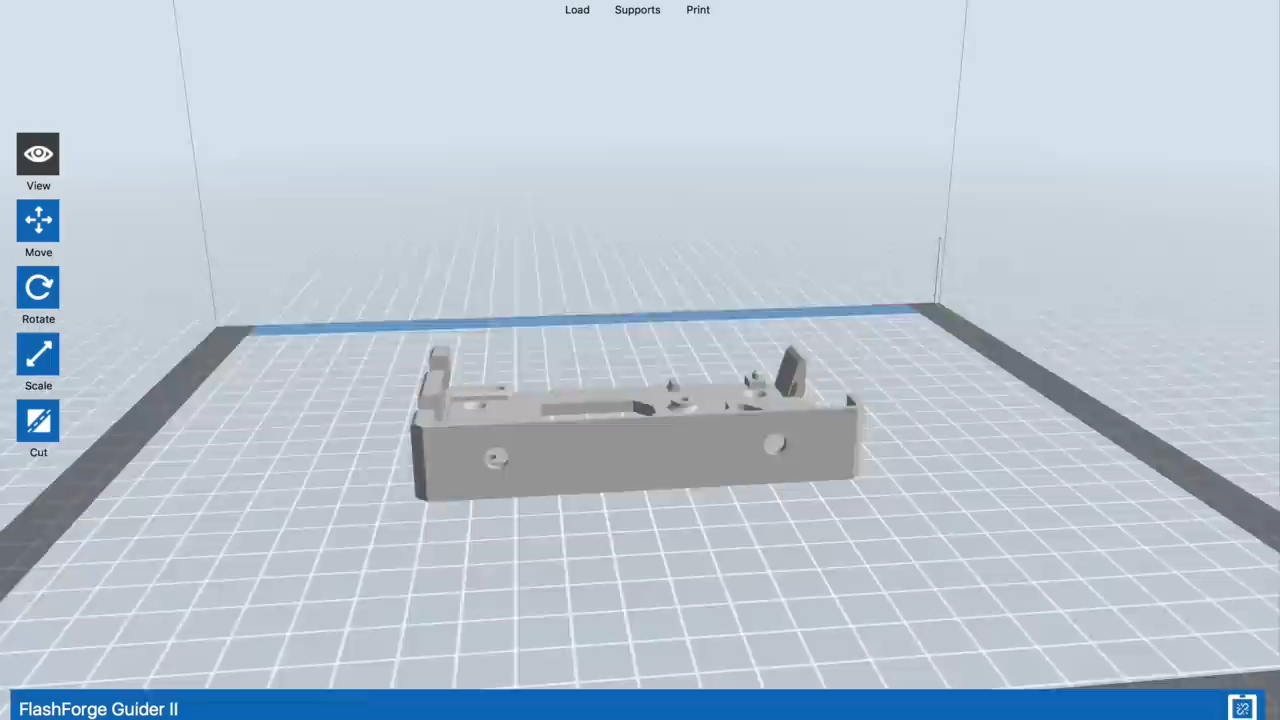 Load Supports Print
View
Move
Rotate
Scale
Cut
FlashForge Guider II